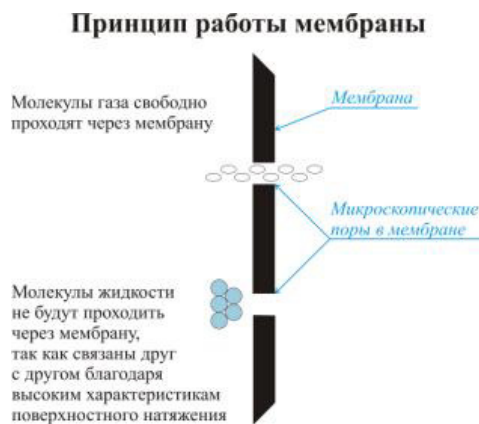 Принцип работы мембраны
Молекулы газа свободно
проходят через мембрану
Мембрана
Микроскопические
поры в мембране
Молекулы жидкости
не будут проходить
через мембрану,
так как связаны друг
с другом благодаря
высоким характеристикам
поверхностного натяжения